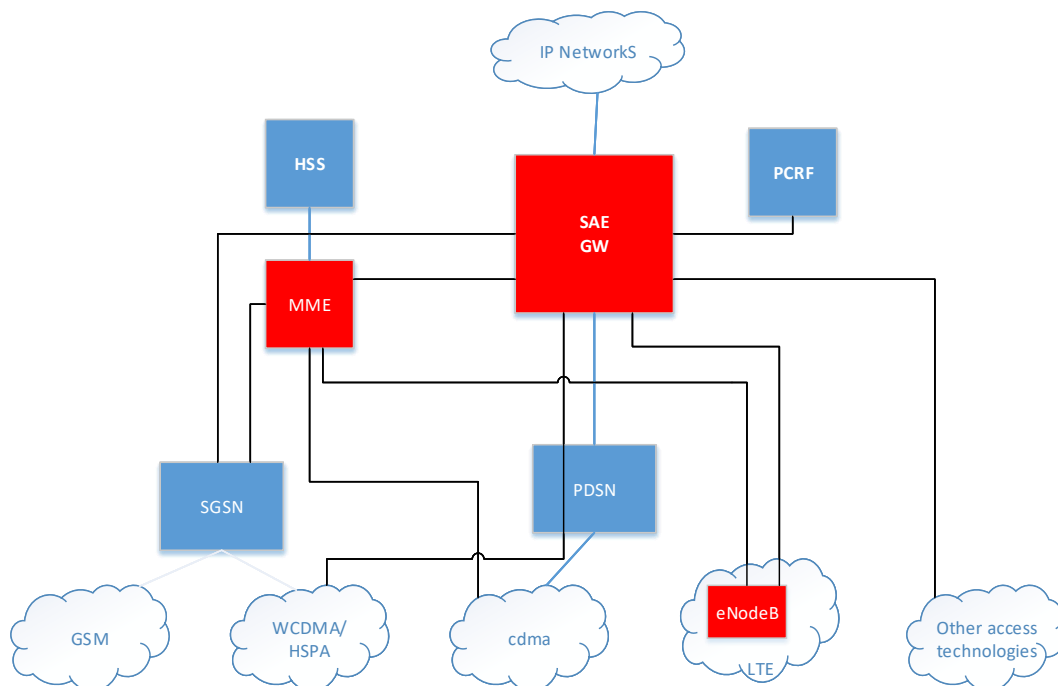 IP NetworkS
HSS
PCRF
SAE
GW
MME
SGSN
PDSN
eNodeB
GSM
WCDMA/
HSPA
cdma
LTE
Other access
technologies